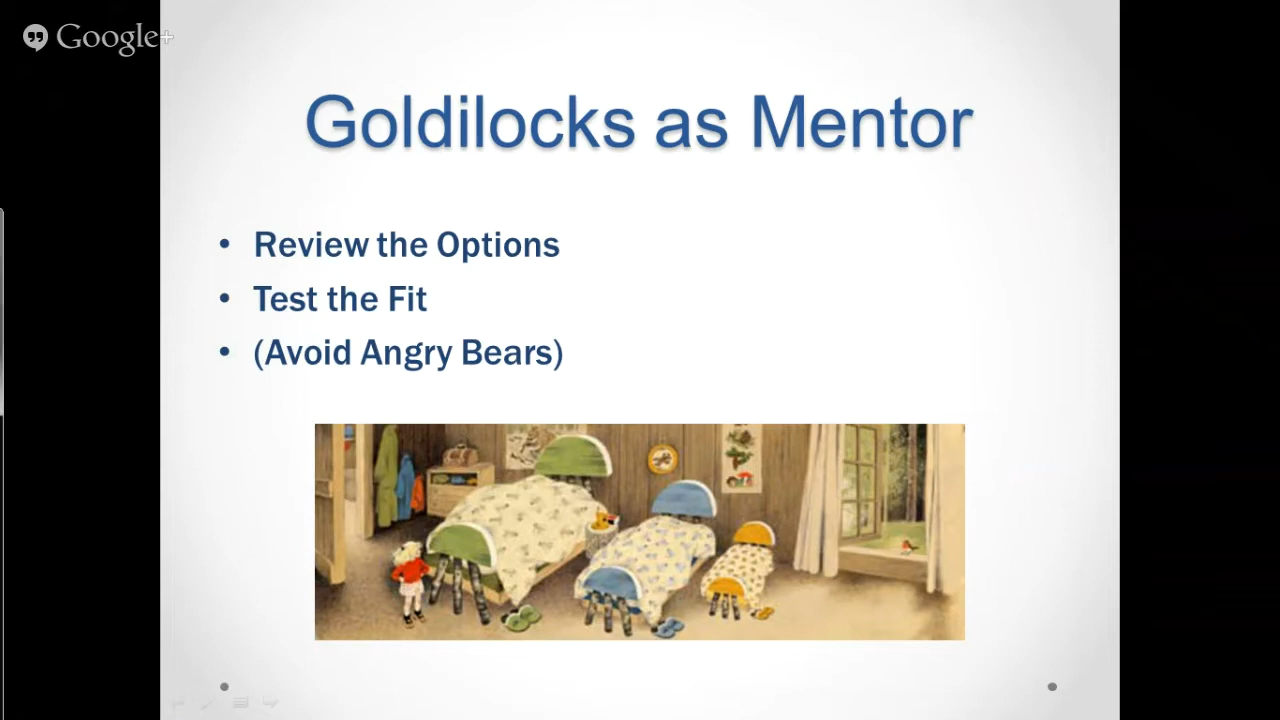 Google+
Goldilocks as Mentor
• Review the Options
• Test the Fit
• (Avoid Angry Bears)